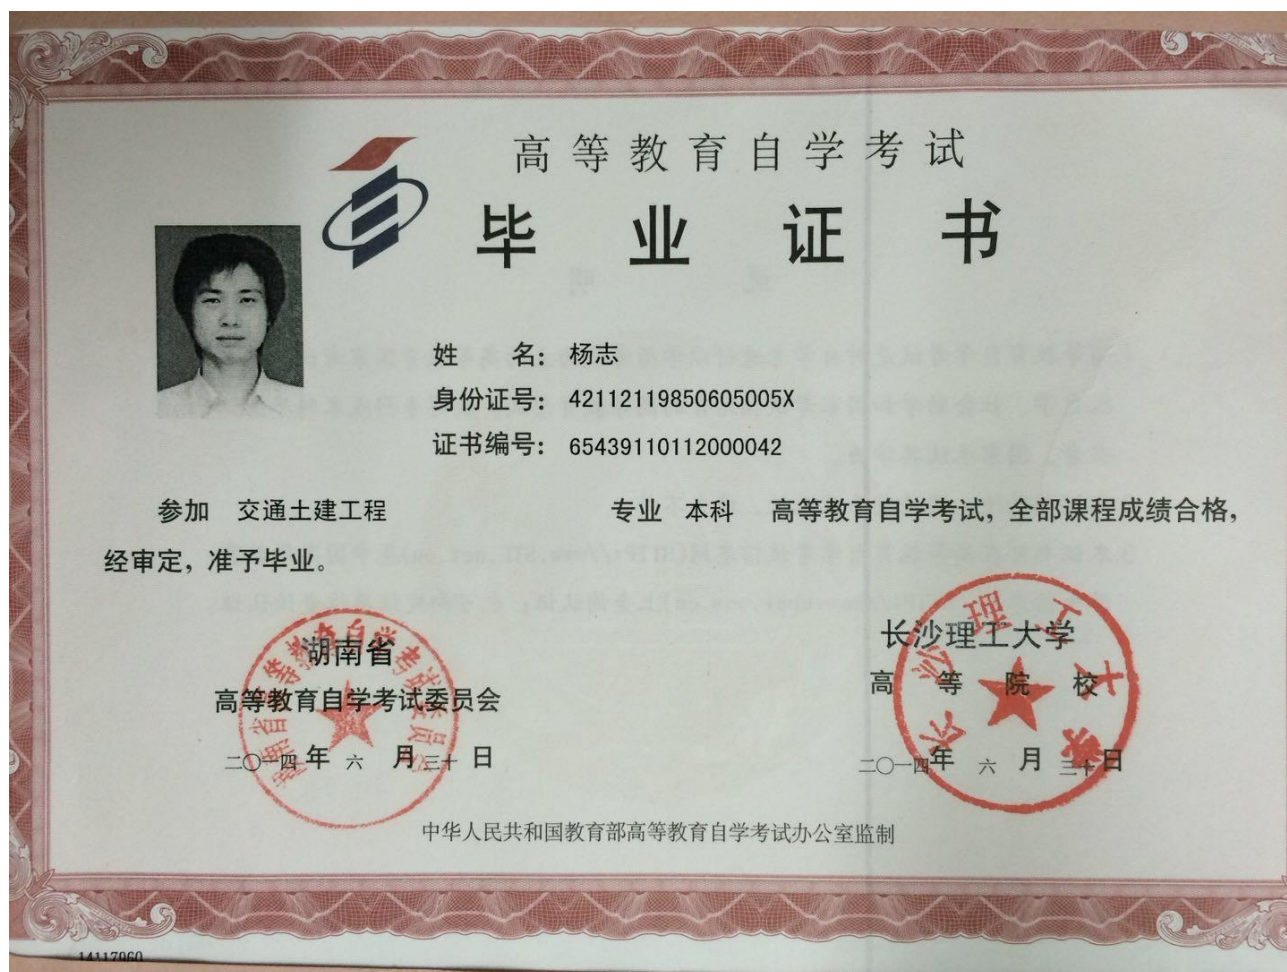 高等教育自学考试
毕业证书
姓 名: 杨志
身份证号: 42112119850605005X
证书编号: 65439110112000042
参加 交通土建工程 专业 本科 高等教育自学考试, 全部课程成绩合格,
经审定, 准予毕业。
湖南省
高等教育自学考试委员会
二〇一四年 六 月三十日
长沙理工大学
高等院校
二〇一四年 六 月三十日
中华人民共和国教育部高等教育自学考试办公室监制
14117960